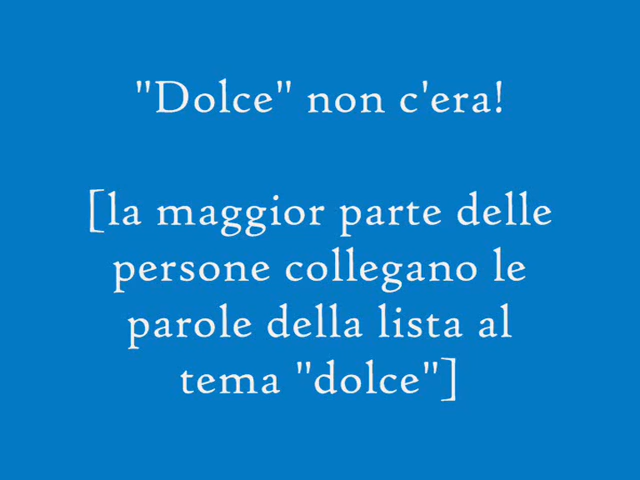 "Dolce" non c'era!
[la maggior parte delle
persone collegano le
parole della lista al
tema "dolce"]